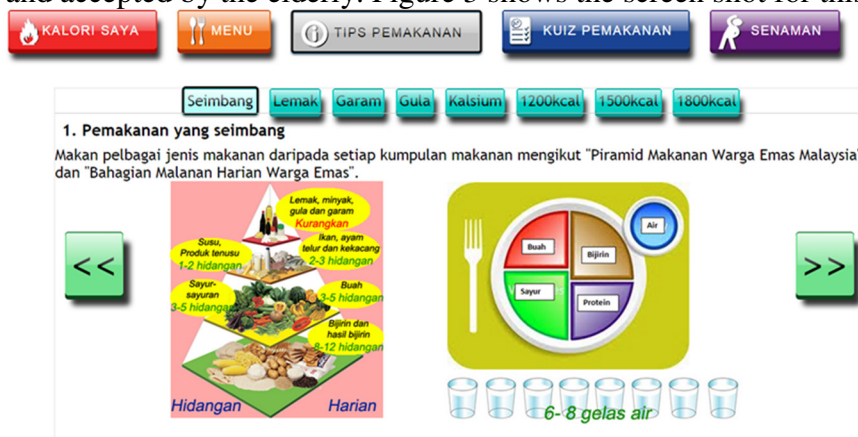 and accepted by the elderly. Figure 3 shows the screen shot for this
KALORI SAYA
MENU
TIPS PEMAKANAN
KUIZ PEMAKANAN
SENAMAN
Seimbang
Lemak
Garam
Gula
Kalsium
1200kcal
1500kcal
1800kcal
1. Pemakanan yang seimbang
Makan pelbagai jenis makanan daripada setiap kumpulan makanan mengikut "Piramid Makanan Warga Emas Malaysia"
dan "Bahagian Malanan Harian Warga Emas".
<<
Lemak, minyak,
gula dan garam
Kurangkan
Susu,
Produk tenusu
1-2 hidangan
Ikan, ayam
telur dan kekacang
2-3 hidangan
Sayur-
sayuran
3-5 hidangan
Buah
3-5 hidangan
Bijirin dan
hasil bijirin
8-12 hidangan
Hidangan
Harian
Air
Buah
Bijirin
Sayur
Protein
6- 8 gelas air
>>